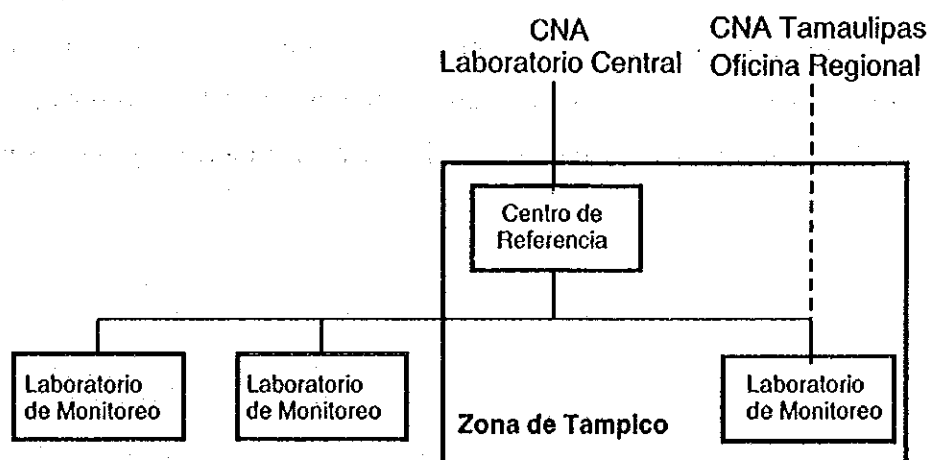 CNA
Laboratorio Central
CNA Tamaulipas
Oficina Regional
Centro de
Referencia
Laboratorio
de Monitoreo
Laboratorio
de Monitoreo
Laboratorio
de Monitoreo
Zona de Tampico